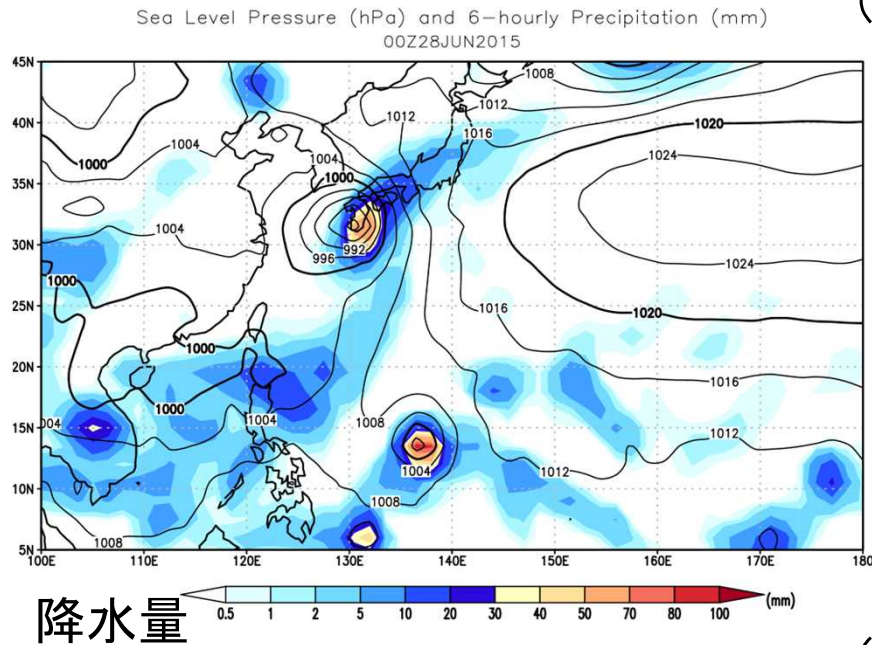 Sea Level Pressure (hPa) and 6-hourly Precipitation (mm)
00Z28JUN2015
45N
40N
35N
30N
25N
20N
15N
10N
5N
1008
1012
1012
1016
1020
1004
1000
1004
1000
1024
1004
992
996
1000
1024
1016
1020
1000
1016
1000
004
1004
1008
1012
1004
1012
1008
1008
100E 110E 120E 130E 140E 150E 160E 170E 180
降水量
0.5 1 2 5 10 20 30 40 50 70 80 100 (mm)